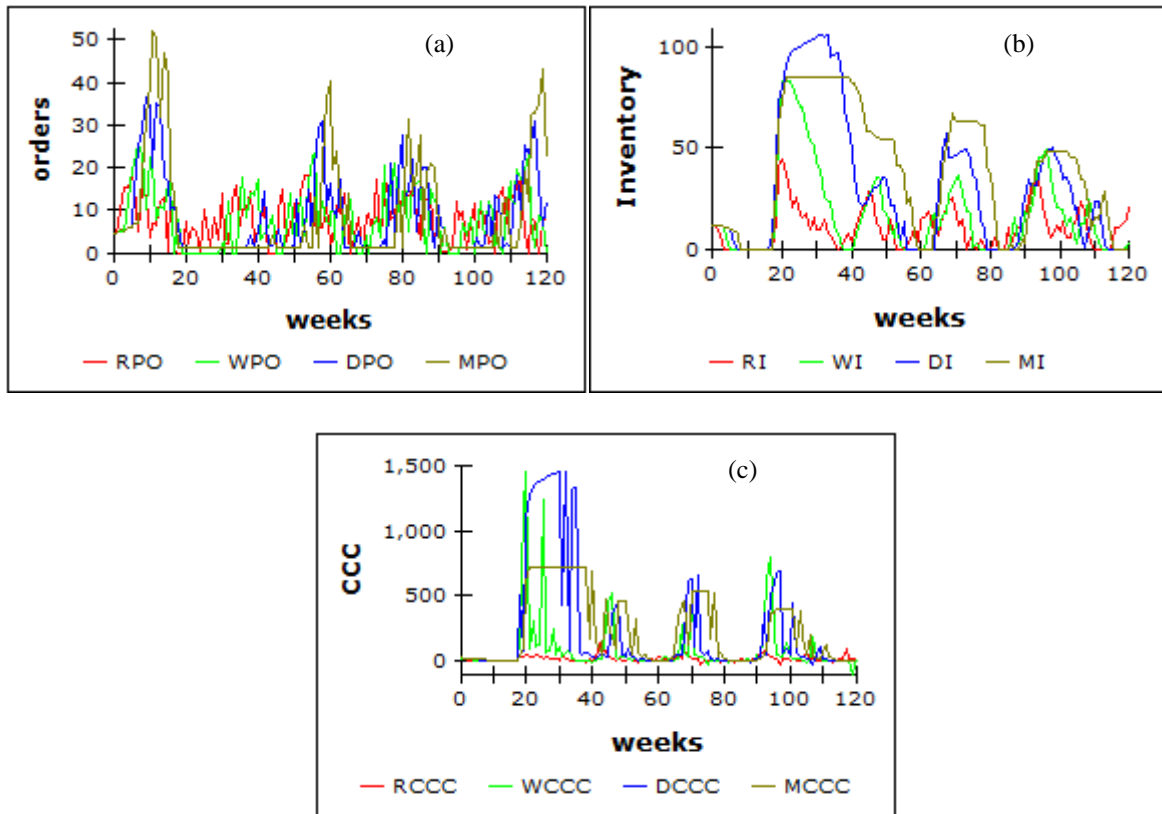 (a)
orders
50
40
30
20
10
0
0 20 40 60 80 100 120
weeks
RPO WPO DPO MPO
(b)
Inventory
100
50
0
0 20 40 60 80 100 120
weeks
RI WI DI MI
(c)
CCC
1,500
1,000
500
0
0 20 40 60 80 100 120
weeks
RCCC WCCC DCCC MCCC